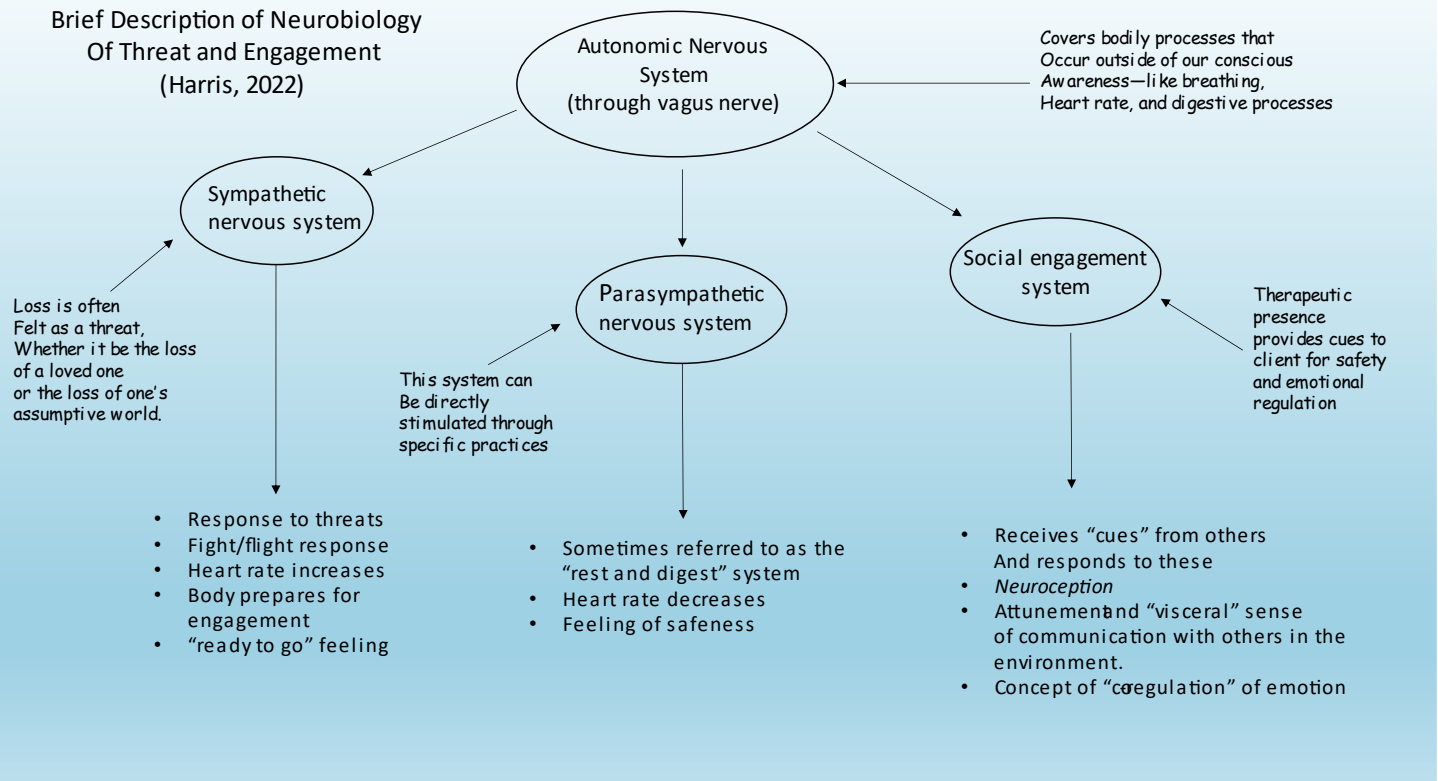 Brief Description of Neurobiology
Of Threat and Engagement
(Harris, 2022)
Autonomic Nervous
System
(through vagus nerve)
Covers bodily processes that
Occur outside of our conscious
Awareness—like breathing,
Heart rate, and digestive processes
Sympathetic
nervous system
Parasympathetic
nervous system
Social engagement
system
Loss is often
Felt as a threat,
Whether it be the loss
of a loved one
or the loss of one’s
assumptive world.
This system can
Be directly
stimulated through
specific practices
Therapeutic
presence
provides cues to
client for safety
and emotional
regulation
• Response to threats
• Fight/flight response
• Heart rate increases
• Body prepares for
engagement
• “ready to go” feeling
• Sometimes referred to as the
“rest and digest” system
• Heart rate decreases
• Feeling of safeness
• Receives “cues” from others
And responds to these
• Neuroception
• Attunement and “visceral” sense
of communication with others in the
environment.
• Concept of “co-regulation” of emotion